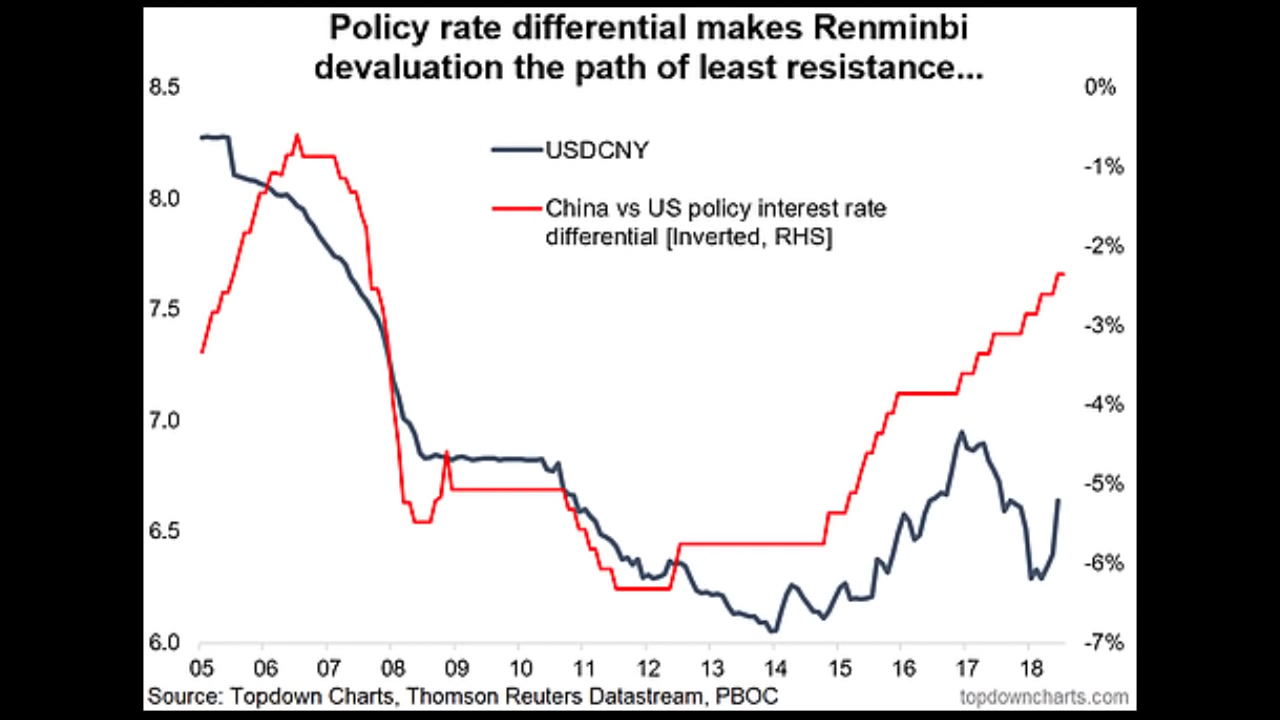 Policy rate differential makes Renminbi
devaluation the path of least resistance...
8.5
8.0
7.5
7.0
6.5
6.0
0%
-1%
-2%
-3%
-4%
-5%
-6%
-7%
USDCNY
China vs US policy interest rate
differential [Inverted, RHS]
05 06 07 08 09 10 11 12 13 14 15 16 17 18
Source: Topdown Charts, Thomson Reuters Datastream, PBOC
topdowncharts.com